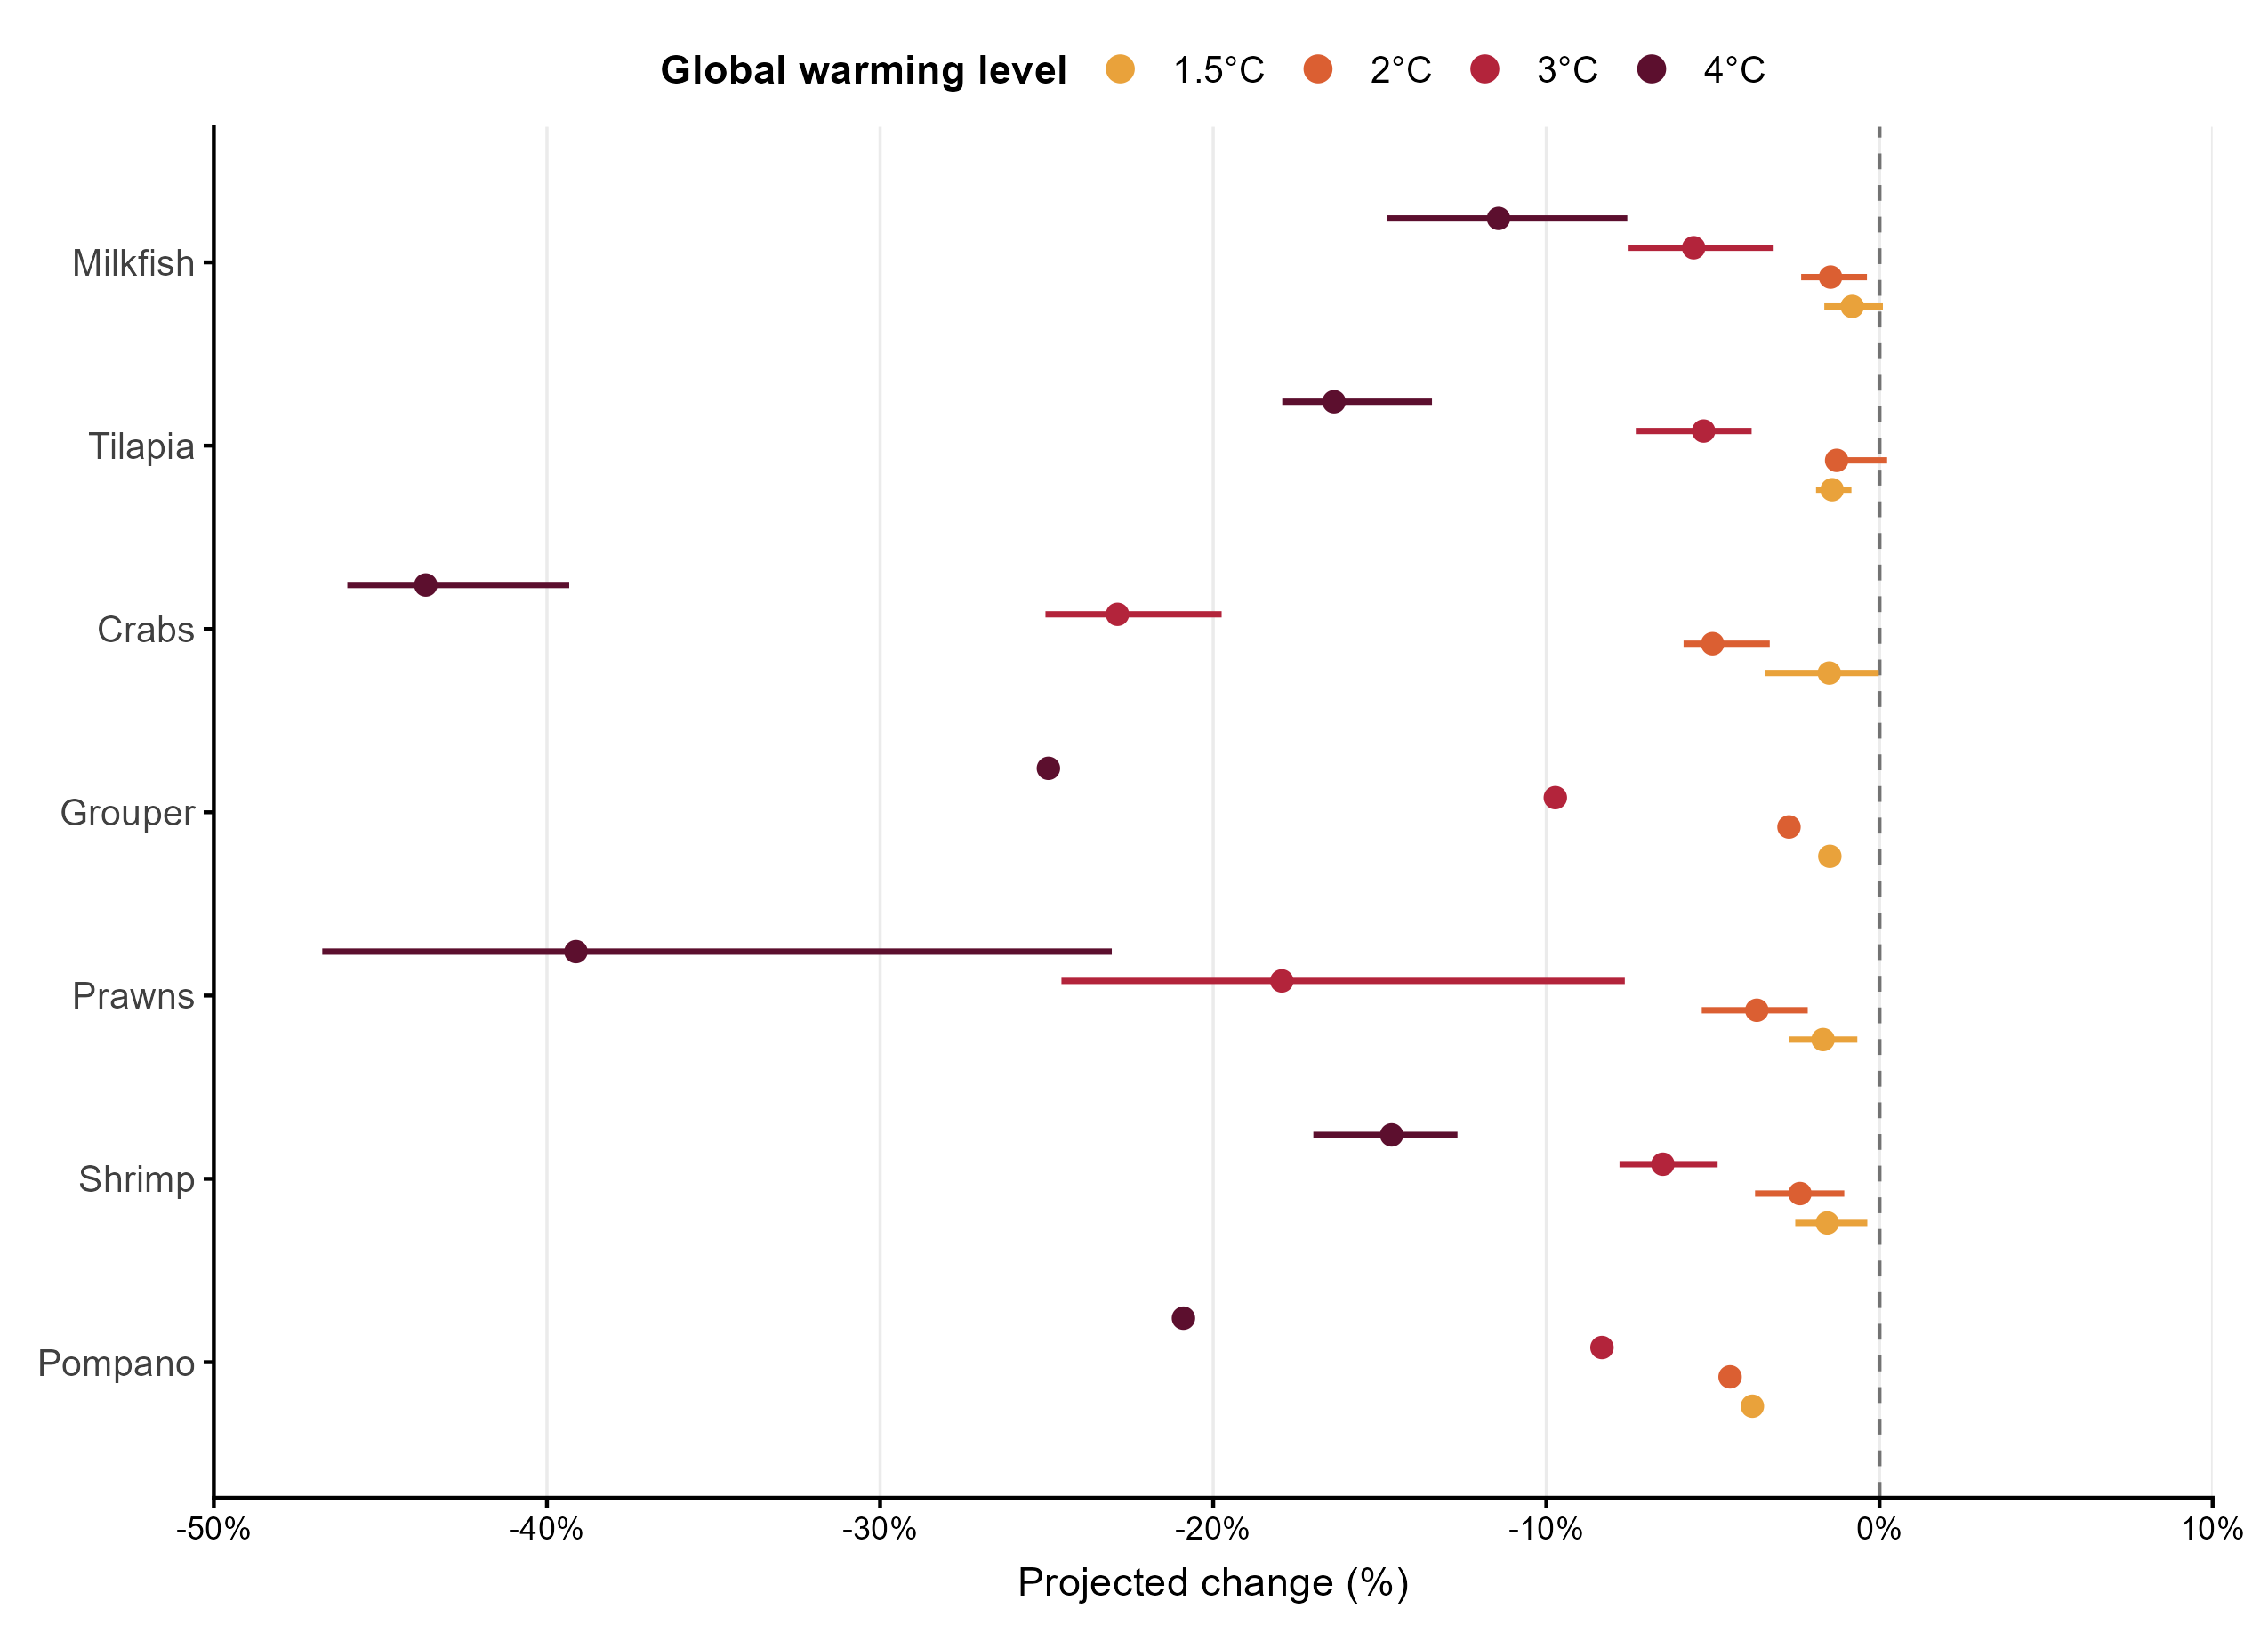 Global warming level 1.5°C 2°C 3°C 4°C
Milkfish
Tilapia
Crabs
Grouper
Prawns
Shrimp
Pompano
-50% -40% -30% -20% -10% 0% 10%
Projected change (%)